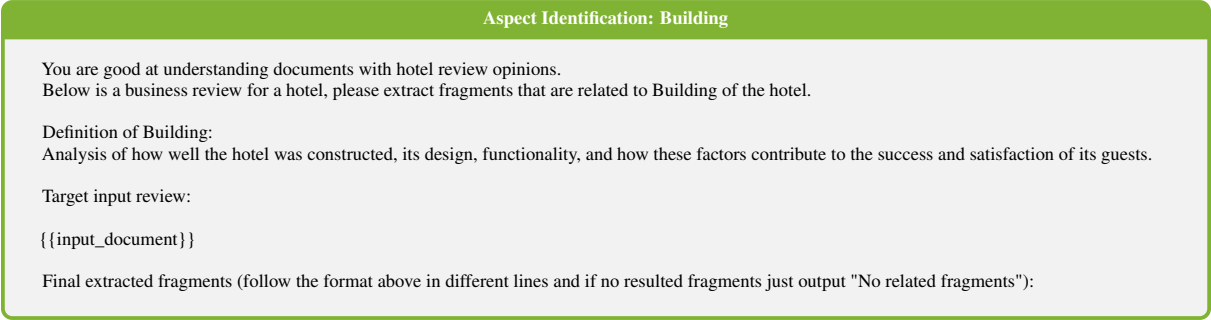 Aspect Identification: Building
You are good at understanding documents with hotel review opinions.
Below is a business review for a hotel, please extract fragments that are related to Building of the hotel.
Definition of Building:
Analysis of how well the hotel was constructed, its design, functionality, and how these factors contribute to the success and satisfaction of its guests.
Target input review:
{{input_document}}
Final extracted fragments (follow the format above in different lines and if no resulted fragments just output "No related fragments"):